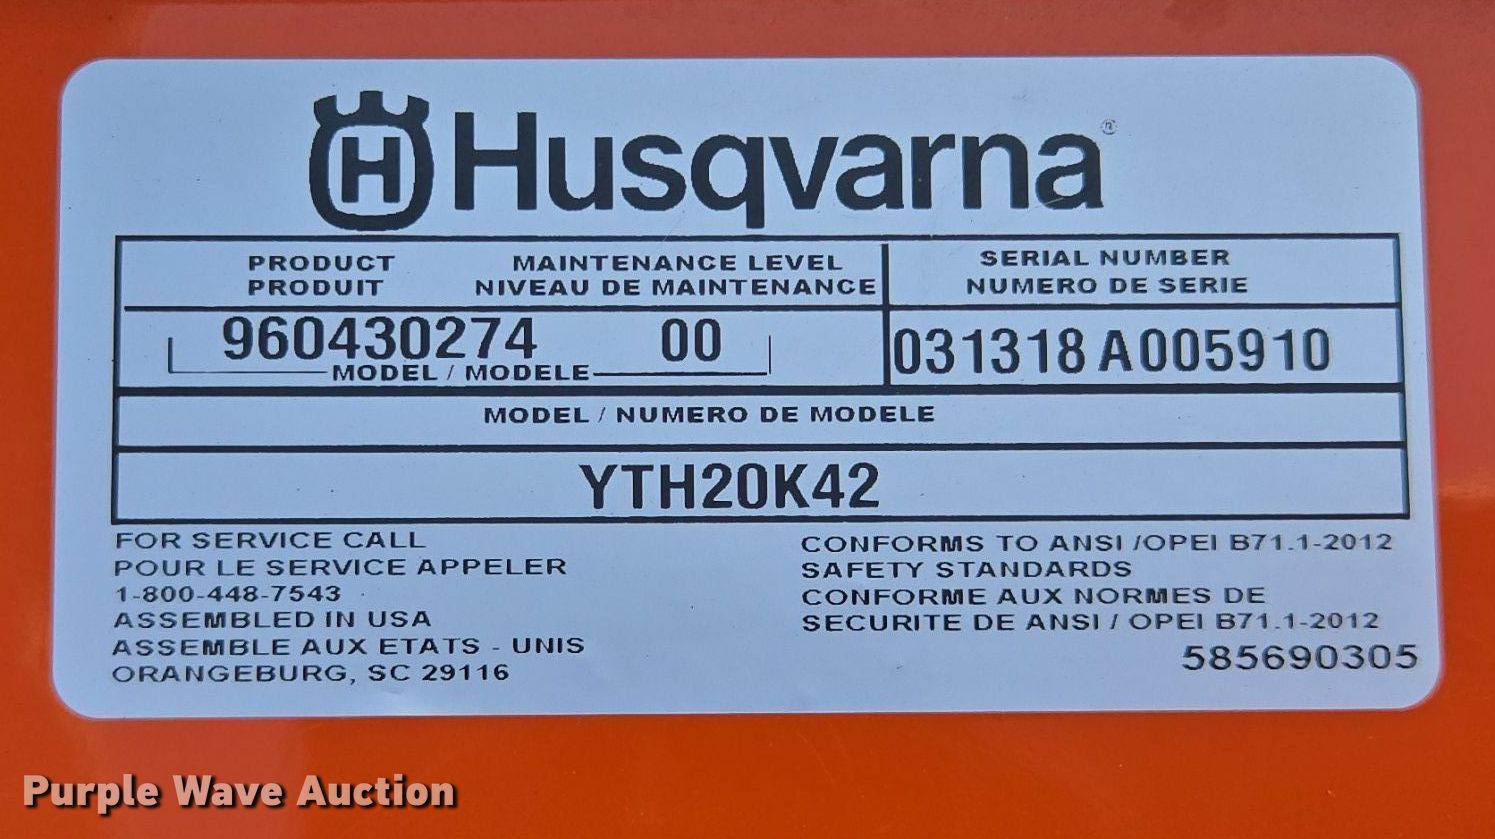 Husqvarna
PRODUCT
PRODUIT
MAINTENANCE LEVEL
NIVEAU DE MAINTENANCE
SERIAL NUMBER
NUMERO DE SERIE
960430274 00
MODEL / MODELE
031318 A005910
MODEL / NUMERO DE MODELE
YTH20K42
FOR SERVICE CALL
POUR LE SERVICE APPELER
1-800-448-7543
ASSEMBLED IN USA
ASSEMBLE AUX ETATS - UNIS
ORANGEBURG, SC 29116
CONFORMS TO ANSI /OPEI B71.1-2012
SAFETY STANDARDS
CONFORME AUX NORMES DE
SECURITE DE ANSI / OPEI B71.1-2012
585690305
Purple Wave Auction